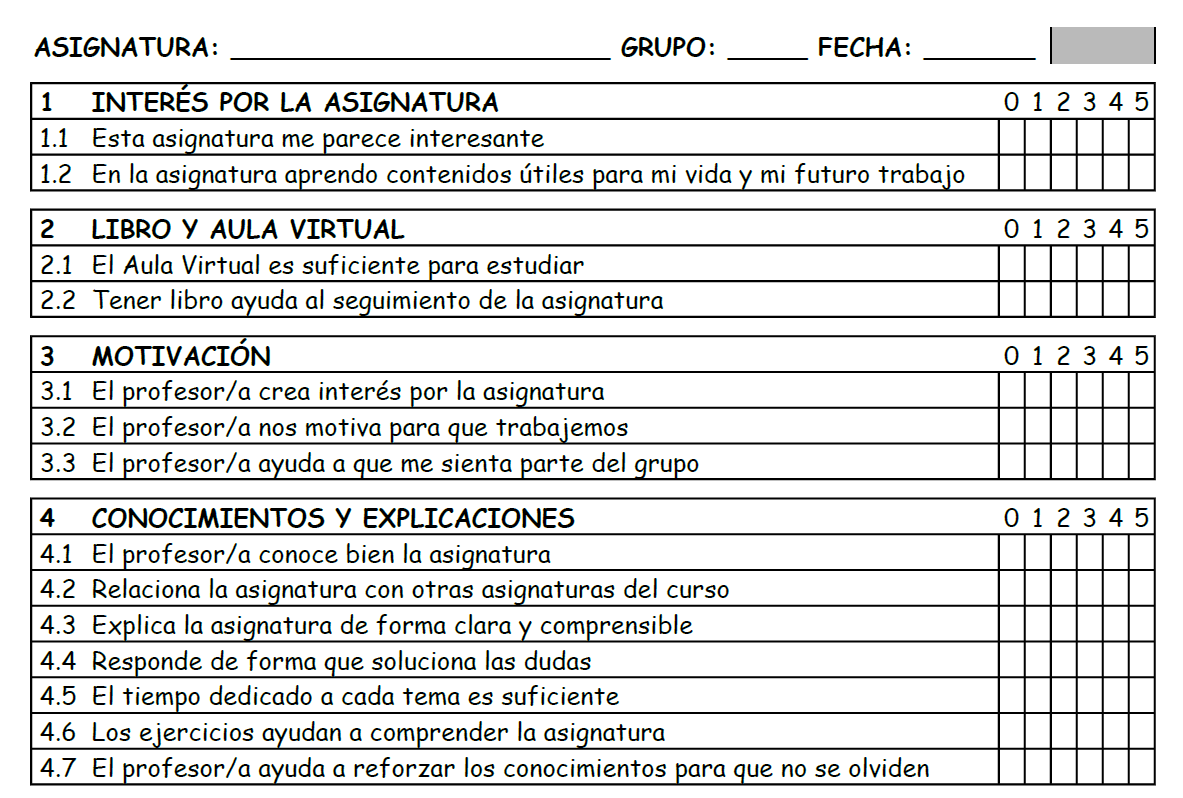 ASIGNATURA: ____________________ GRUPO: _____ FECHA: _______
1 INTERÉS POR LA ASIGNATURA 0 1 2 3 4 5
1.1 Esta asignatura me parece interesante
1.2 En la asignatura aprendo contenidos útiles para mi vida y mi futuro trabajo
2 LIBRO Y AULA VIRTUAL 0 1 2 3 4 5
2.1 El Aula Virtual es suficiente para estudiar
2.2 Tener libro ayuda al seguimiento de la asignatura
3 MOTIVACIÓN 0 1 2 3 4 5
3.1 El profesor/a crea interés por la asignatura
3.2 El profesor/a nos motiva para que trabajemos
3.3 El profesor/a ayuda a que me sienta parte del grupo
4 CONOCIMIENTOS Y EXPLICACIONES 0 1 2 3 4 5
4.1 El profesor/a conoce bien la asignatura
4.2 Relaciona la asignatura con otras asignaturas del curso
4.3 Explica la asignatura de forma clara y comprensible
4.4 Responde de forma que soluciona las dudas
4.5 El tiempo dedicado a cada tema es suficiente
4.6 Los ejercicios ayudan a comprender la asignatura
4.7 El profesor/a ayuda a reforzar los conocimientos para que no se olviden